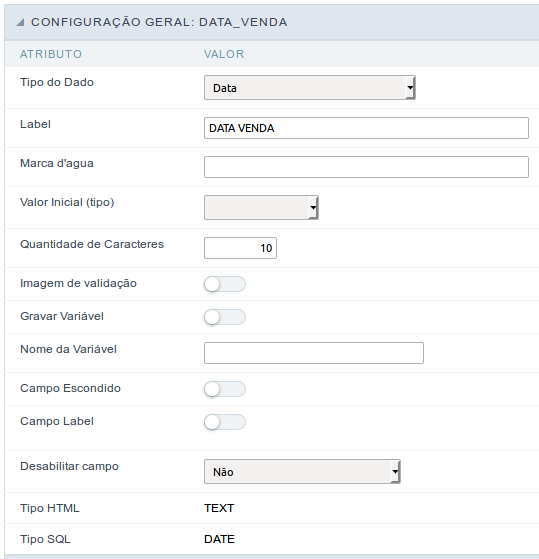 CONFIGURAÇÃO GERAL: DATA_VENDA
ATRIBUTO VALOR
Tipo do Dado Data
Label DATA VENDA
Marca d'agua
Valor Inicial (tipo)
Quantidade de Caracteres 10
Imagem de validação
Gravar Variável
Nome da Variável
Campo Escondido
Campo Label
Desabilitar campo Não
Tipo HTML TEXT
Tipo SQL DATE